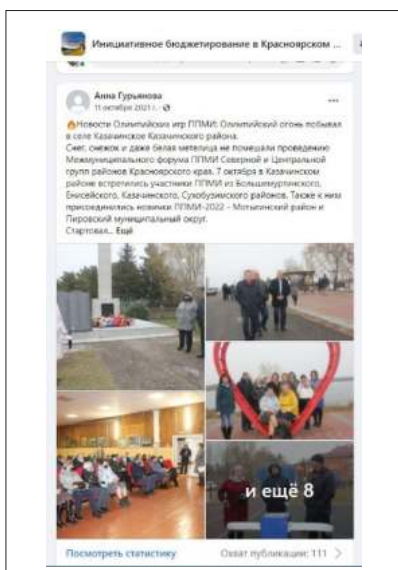 Инициативное бюджетирование в Красноярском ...
Анна Гурьянова
11 октября 2021 г.
🔥Новости Олимпийских игр ППМИ: Олимпийский огонь побывал
в селе Казачинское Казачинского района.
Снег, снежок и даже белая метелица не помешали проведению
Межмуниципального форума ППМИ Северной и Центральной
групп районов Красноярского края. 7 октября в Казачинском
районе встретились участники ППМИ из Большемуртинского,
Енисейского, Казачинского, Сухобузимского районов. Также к ним
присоединились новички ППМИ-2022 – Мотыгинский район и
Пировский муниципальный округ.
Стартовал... Ещё
и ещё 8
Посмотреть статистику
Охват публикации: 111